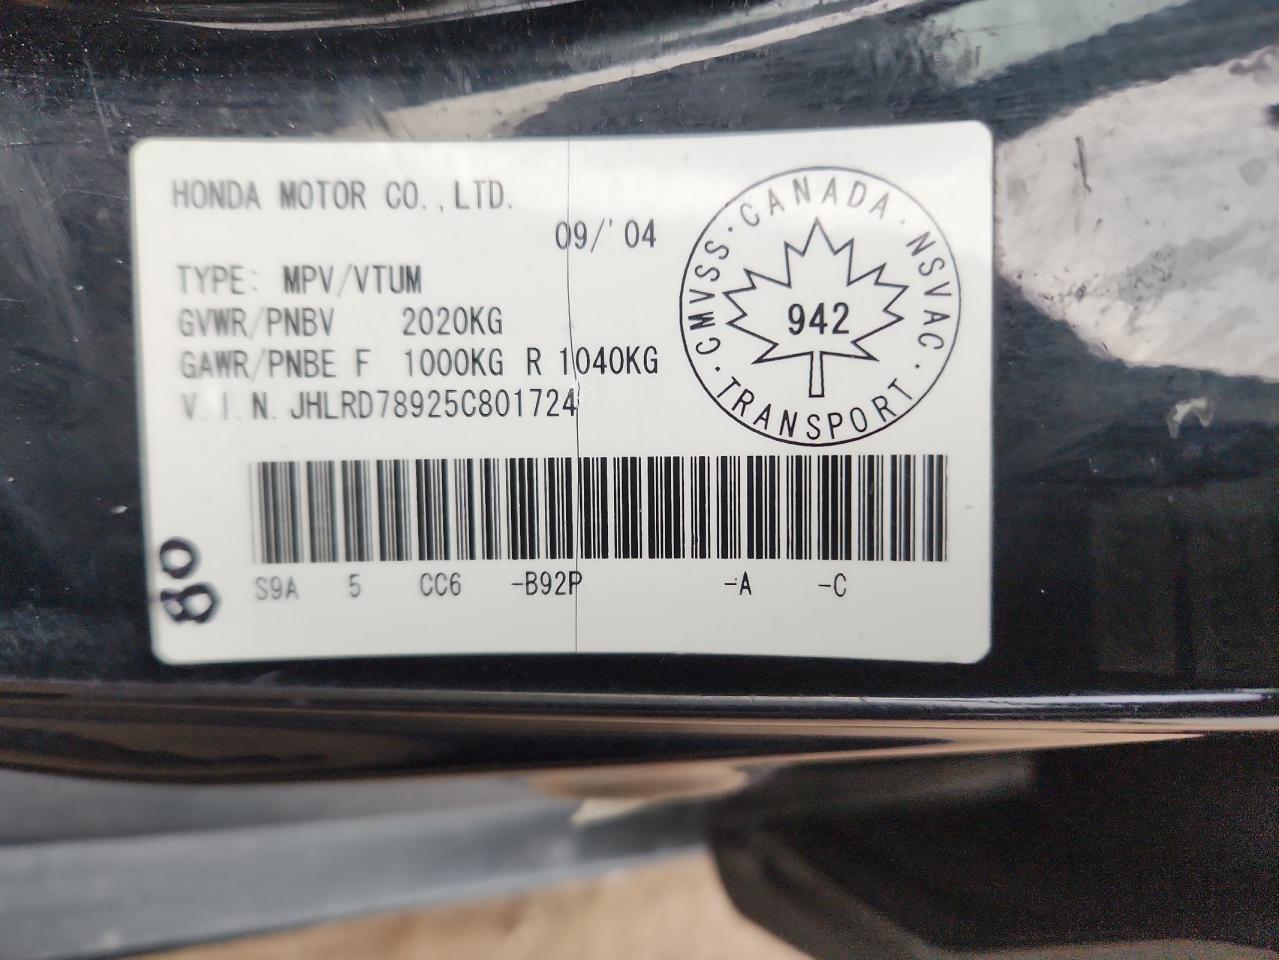 HONDA MOTOR CO.,LTD.
09/'04
TYPE: MPV/VTUM
GVWR/PNBV 2020KG
GAWR/PNBE F 1000KG R 1040KG
V.I.N. JHLRD78925C801724
CANADA · NSVAC · TRANSPORT · CMVSS ·
942
S9A 5 CC6 -B92P -A -C
80